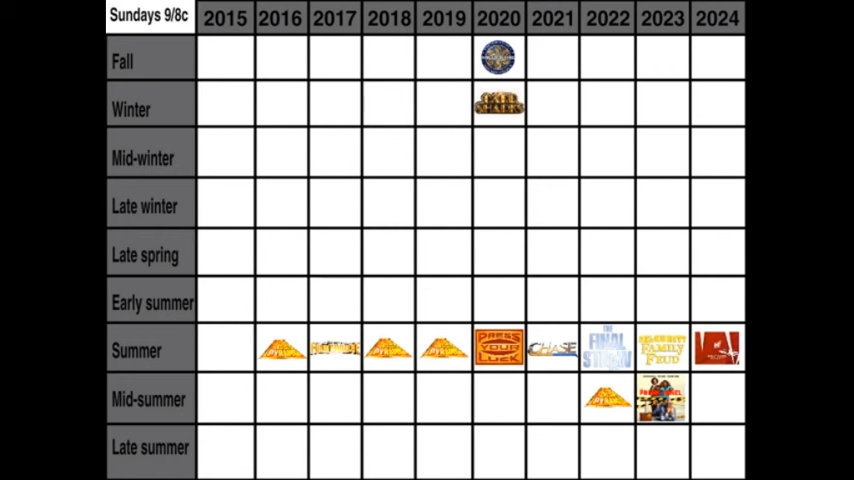 Sundays 9/8c 2015 2016 2017 2018 2019 2020 2021 2022 2023 2024
Fall
Winter
Mid-winter
Late winter
Late spring
Early summer
Summer PRESS YOUR LUCK CHASE THE FINAL STRAW CELEBRITY FAMILY FEUD
Mid-summer
Late summer